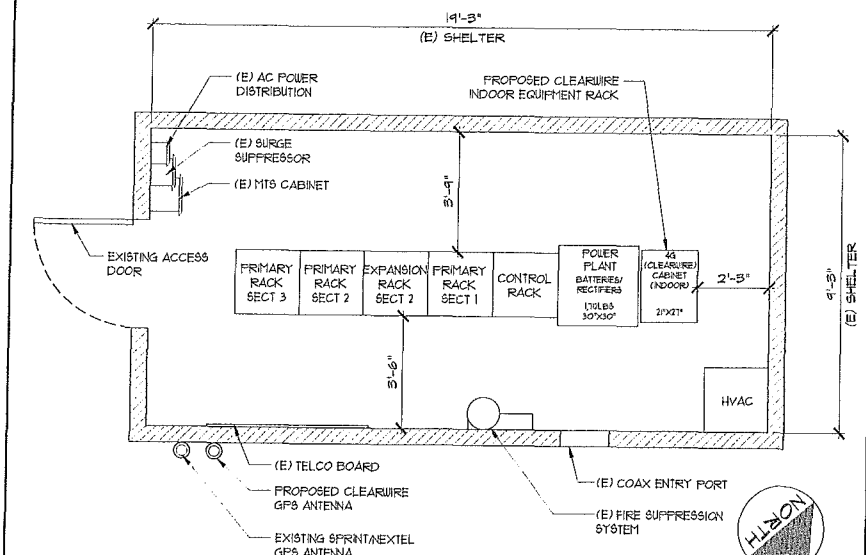 19'-3"
(E) SHELTER
(E) AC POWER
DISTRIBUTION
PROPOSED CLEARWIRE
INDOOR EQUIPMENT RACK
(E) SURGE
SUPPRESSOR
(E) MTS CABINET
3'-9"
EXISTING ACCESS
DOOR
PRIMARY
RACK
SECT 3
PRIMARY
RACK
SECT 2
EXPANSION
RACK
SECT 2
PRIMARY
RACK
SECT 1
CONTROL
RACK
POWER
PLANT
BATTERIES/
RECTIFIERS
30"X30"
4G
(CLEARWIRE)
CABINET
(INDOOR)
21"X27"
2'-3"
9'-3"
(E) SHELTER
3'-6"
HVAC
(E) TELCO BOARD
PROPOSED CLEARWIRE
GPS ANTENNA
EXISTING SPRINT/NEXTEL
GPS ANTENNA
(E) COAX ENTRY PORT
(E) FIRE SUPPRESSION
SYSTEM
NORTH